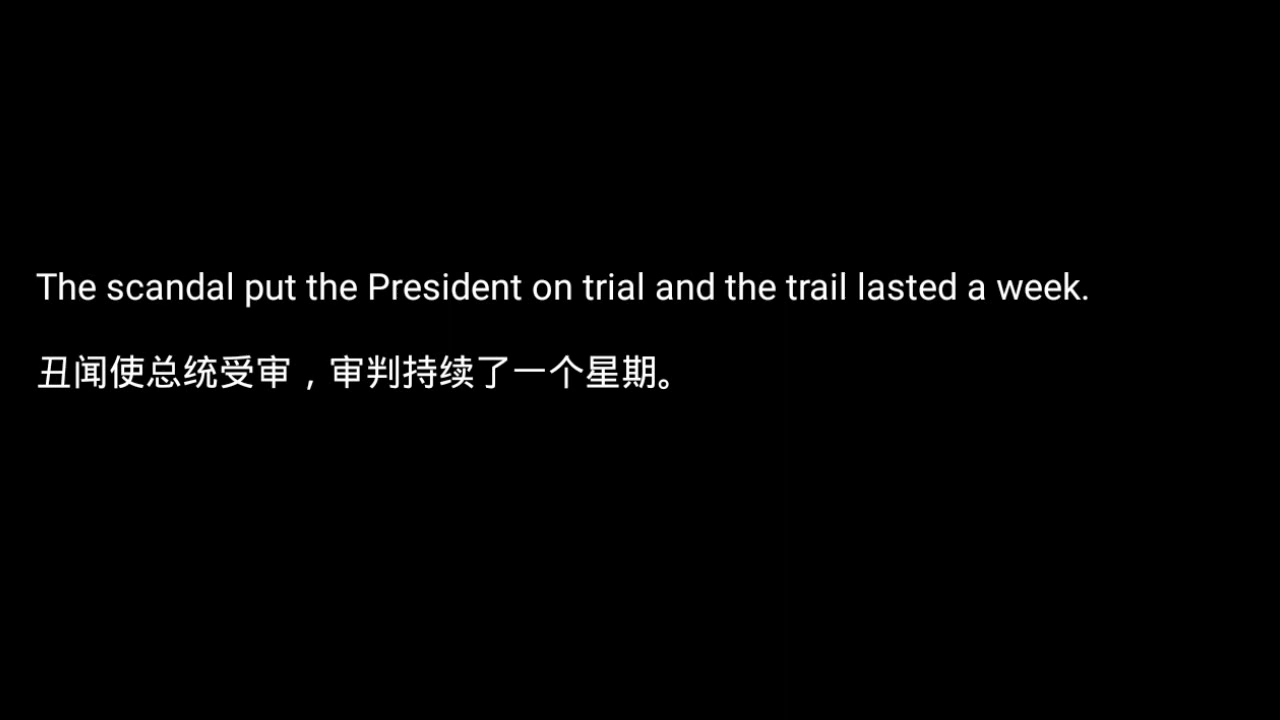 The scandal put the President on trial and the trail lasted a week.
丑闻使总统受审，审判持续了一个星期。